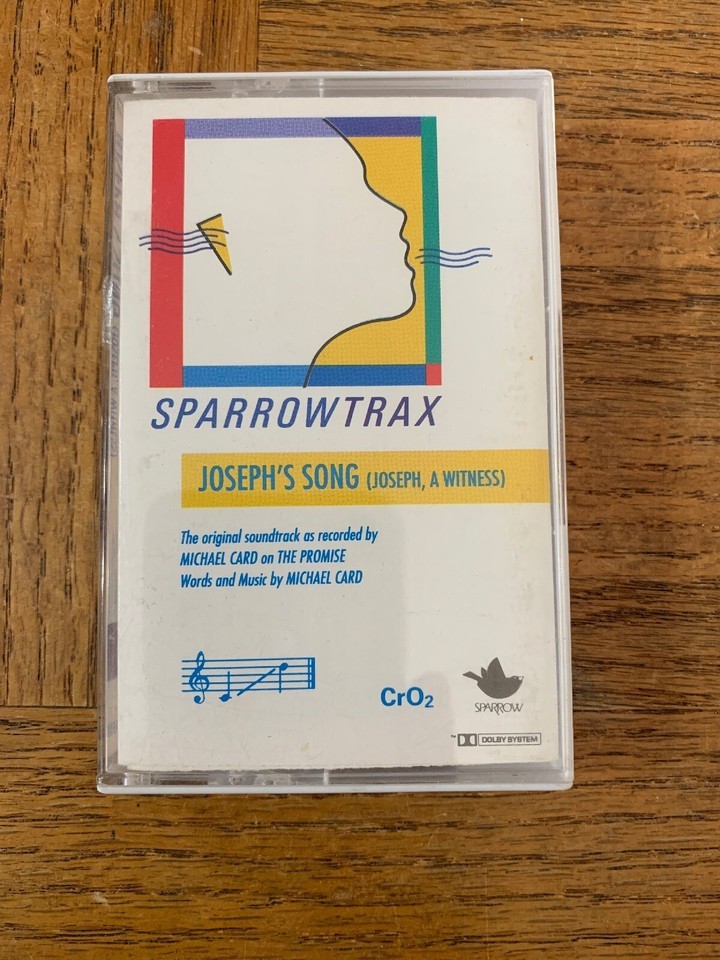 SPARROWTRAX
JOSEPH'S SONG (JOSEPH, A WITNESS)
The original soundtrack as recorded by
MICHAEL CARD on THE PROMISE
Words and Music by MICHAEL CARD
CrO₂
SPARROW
™ DOLBY SYSTEM